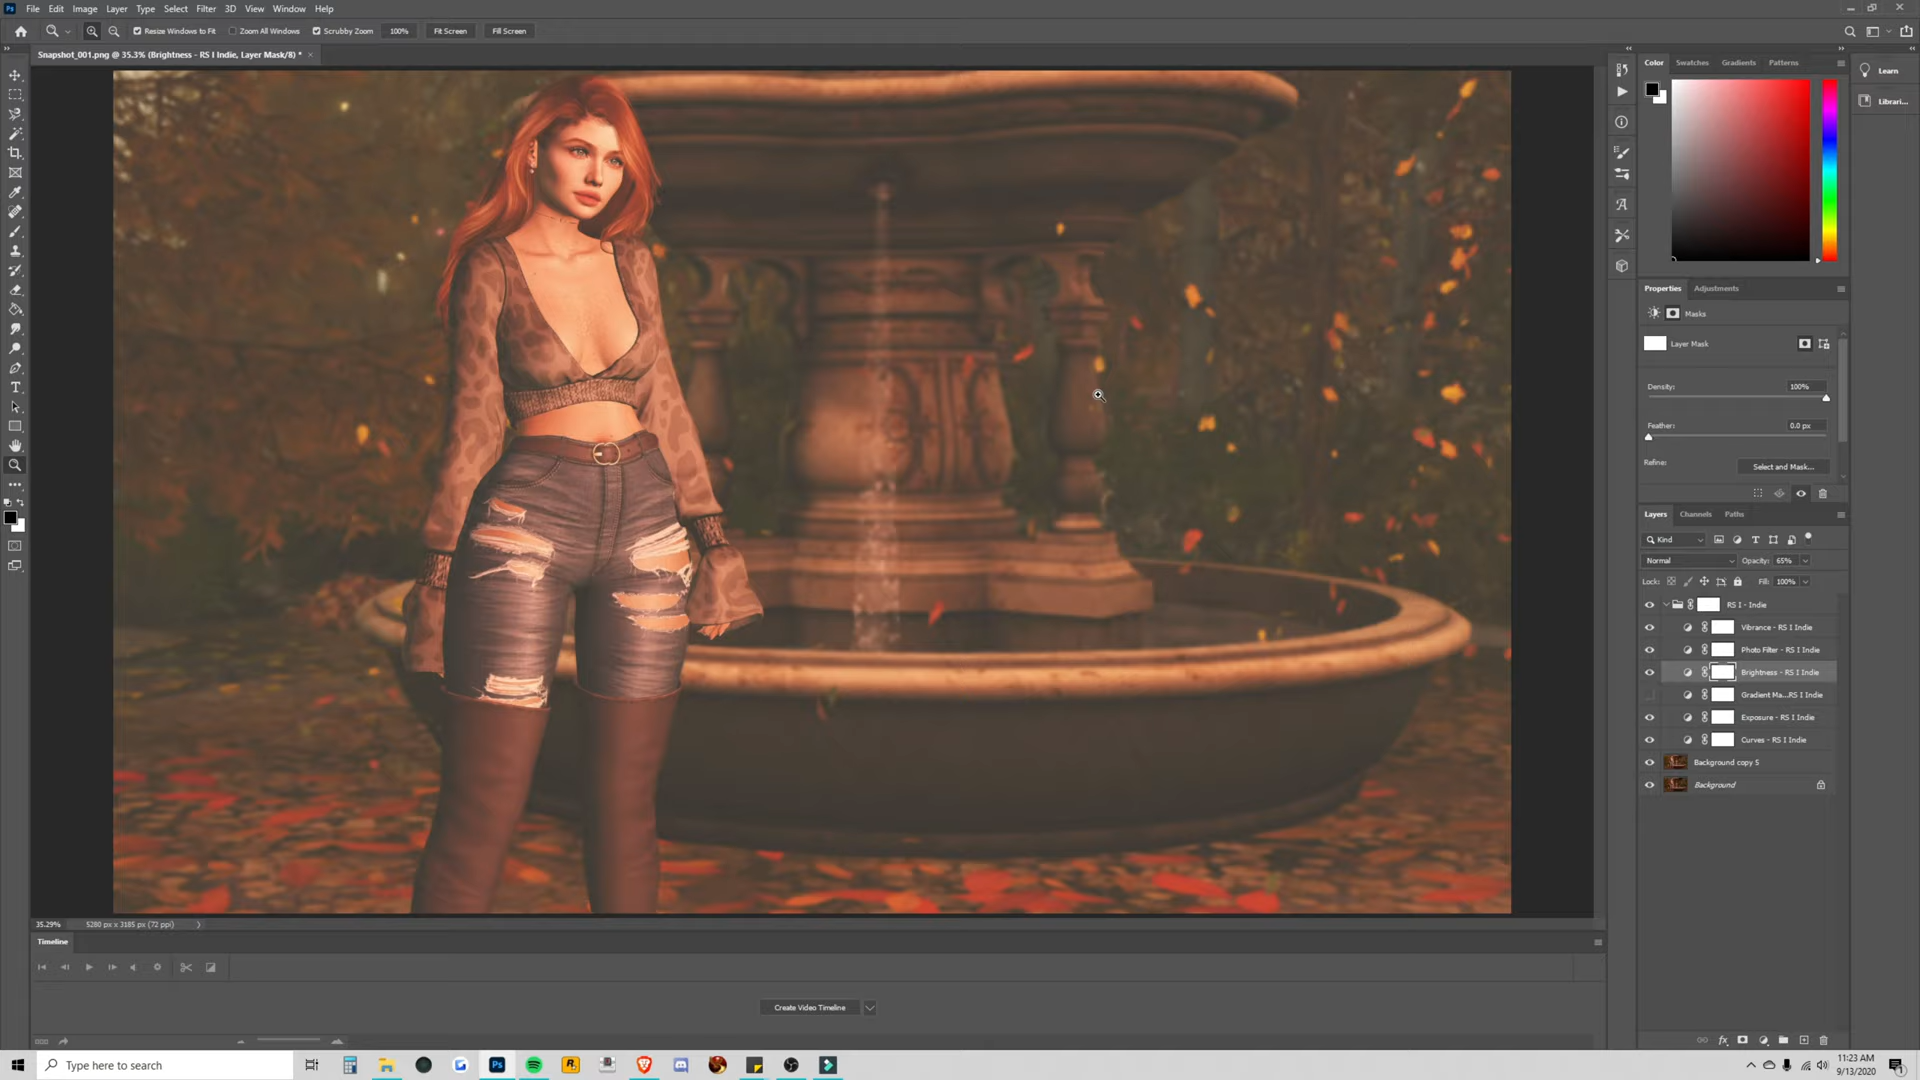 File Edit Image Layer Type Select Filter 3D View Window Help
Resize Windows to Fit Zoom All Windows Scrubby Zoom 100% Fit Screen Fill Screen
Snapshot_001.png @ 35.3% (Brightness - RS I Indie, Layer Mask/8) *
Color Swatches Gradients Patterns
Learn
Librari...
Properties Adjustments
Masks
Layer Mask
Density: 100%
Feather: 0.0 px
Refine: Select and Mask...
Layers Channels Paths
Kind
Normal Opacity: 65%
Lock: Fill: 100%
RS I - Indie
Vibrance - RS I Indie
Photo Filter - RS I Indie
Brightness - RS I Indie
Gradient Ma...RS I Indie
Exposure - RS I Indie
Curves - RS I Indie
Background copy 5
Background
35.29% 5280 px x 3185 px (72 ppi)
Timeline
Create Video Timeline
Type here to search
Ps
11:23 AM
9/13/2020